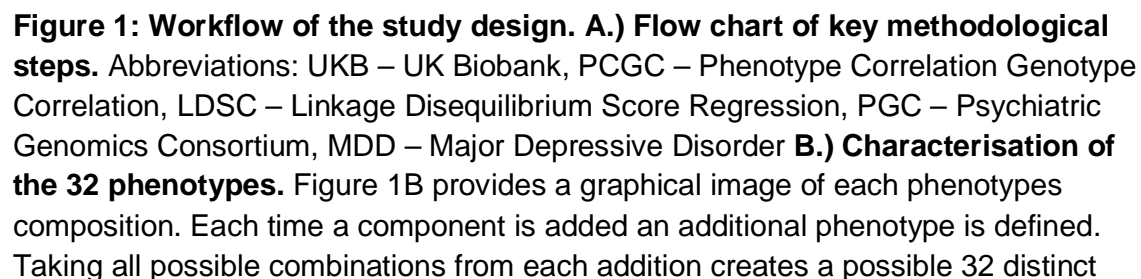 Figure 1: Workflow of the study design. A.) Flow chart of key methodological
steps. Abbreviations: UKB – UK Biobank, PCGC – Phenotype Correlation Genotype
Correlation, LDSC – Linkage Disequilibrium Score Regression, PGC – Psychiatric
Genomics Consortium, MDD – Major Depressive Disorder B.) Characterisation of
the 32 phenotypes. Figure 1B provides a graphical image of each phenotypes
composition. Each time a component is added an additional phenotype is defined.
Taking all possible combinations from each addition creates a possible 32 distinct